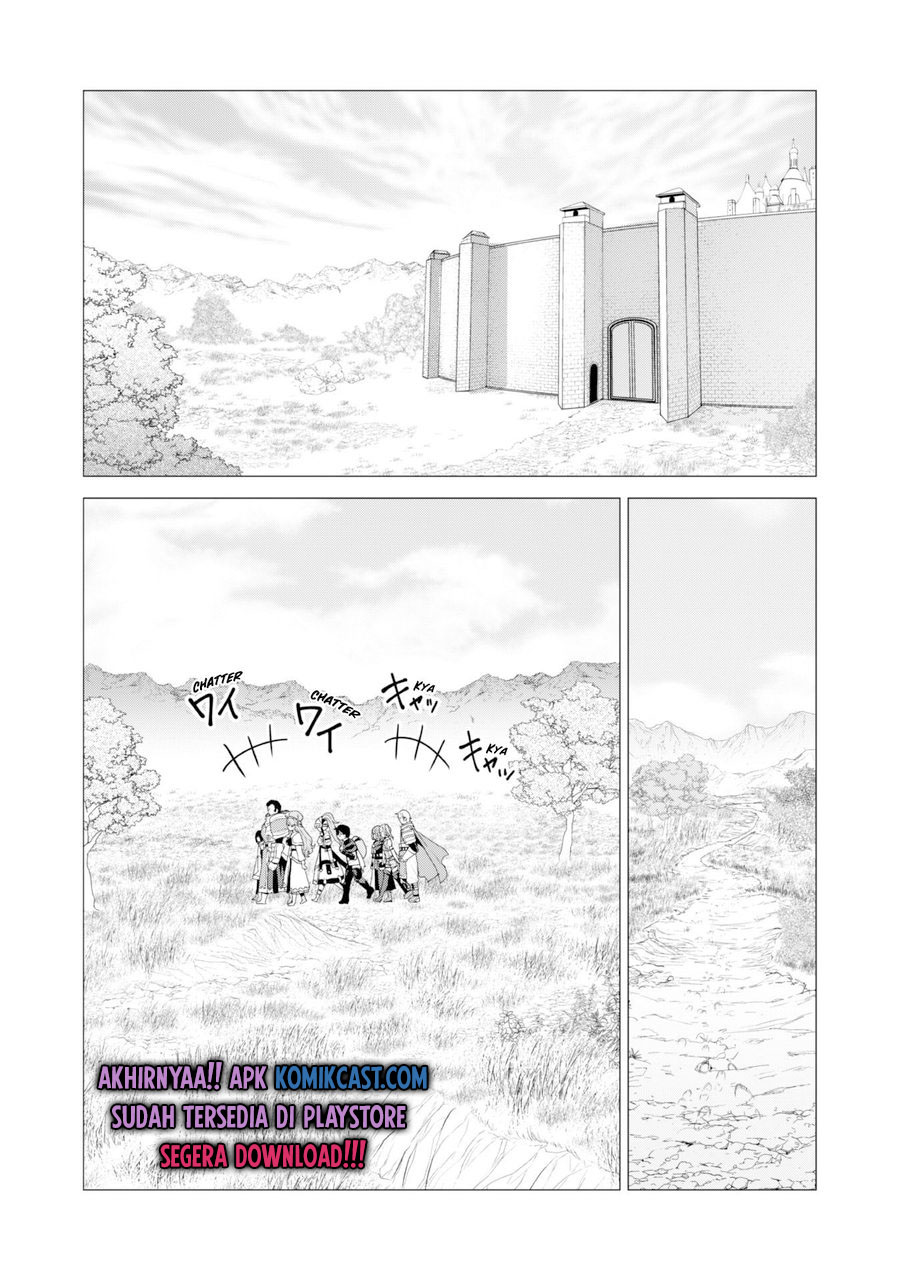 CHATTER
ワイ
CHATTER
ワイ
KYA
キャッ
KYA
キャッ
AKHIRNYAA!! APK KOMIKCAST.COM
SUDAH TERSEDIA DI PLAYSTORE
SEGERA DOWNLOAD!!!